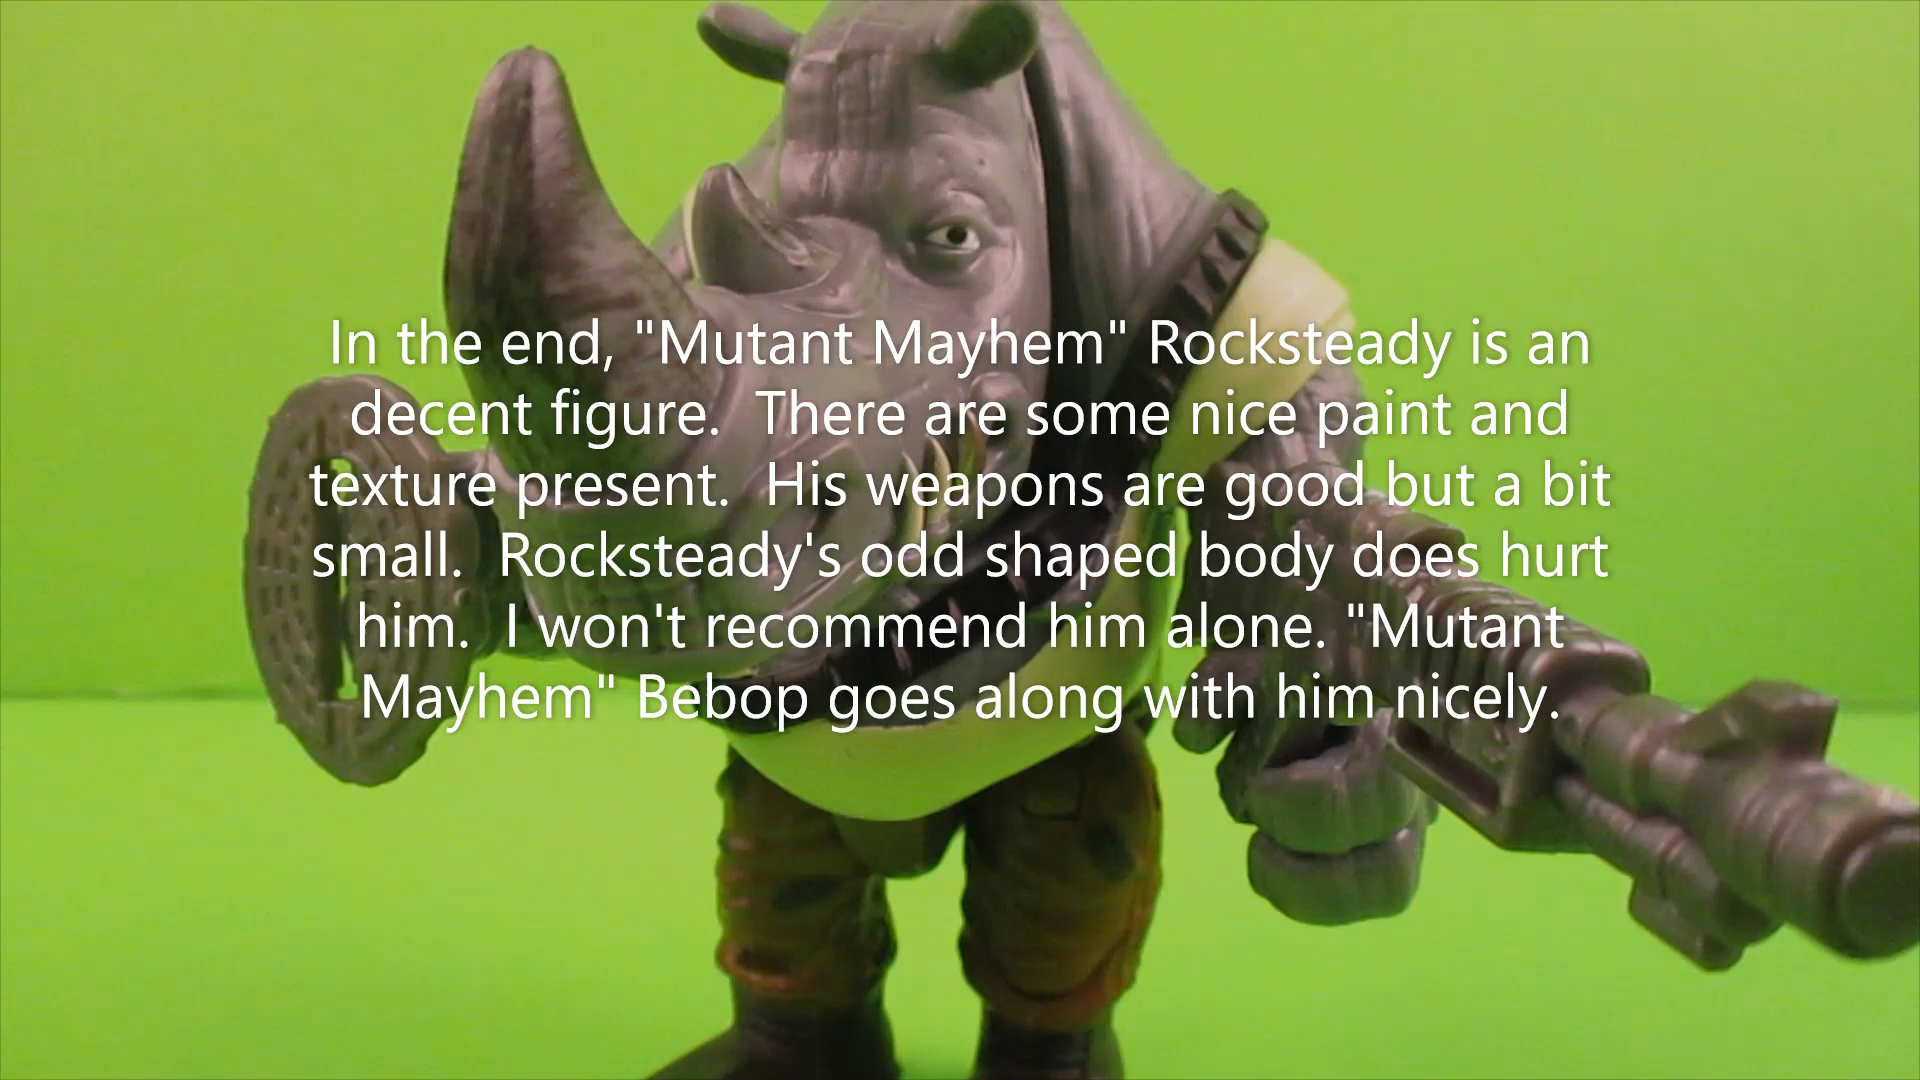 In the end, "Mutant Mayhem" Rocksteady is an
decent figure.  There are some nice paint and
texture present.  His weapons are good but a bit
small.  Rocksteady's odd shaped body does hurt
him.  I won't recommend him alone. "Mutant
Mayhem" Bebop goes along with him nicely.